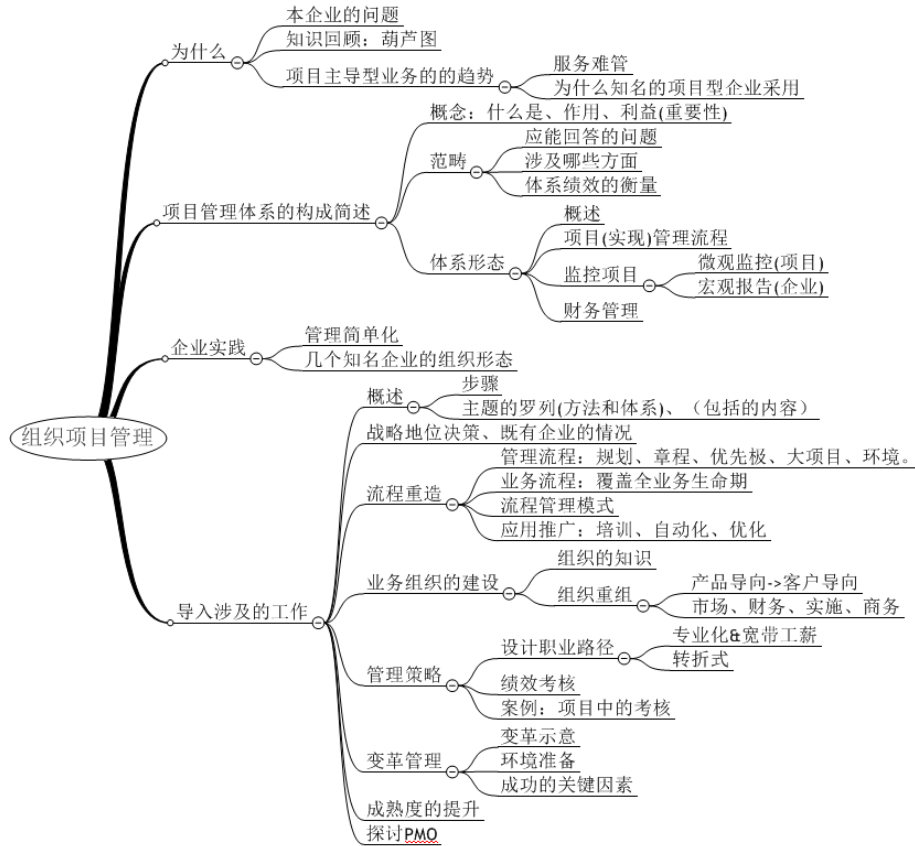 本企业的问题
知识回顾：葫芦图
为什么
项目主导型业务的的趋势
服务难管
为什么知名的项目型企业采用
概念：什么是、作用、利益(重要性)
应能回答的问题
范畴
涉及哪些方面
体系绩效的衡量
项目管理体系的构成简述
概述
体系形态
项目(实现)管理流程
监控项目
微观监控(项目)
宏观报告(企业)
财务管理
企业实践
管理简单化
几个知名企业的组织形态
组织项目管理
概述
步骤
主题的罗列(方法和体系)、（包括的内容）
战略地位决策、既有企业的情况
管理流程：规划、章程、优先极、大项目、环境。
流程重造
业务流程：覆盖全业务生命期
流程管理模式
应用推广：培训、自动化、优化
导入涉及的工作
业务组织的建设
组织的知识
组织重组
产品导向->客户导向
市场、财务、实施、商务
管理策略
设计职业路径
专业化&宽带工薪
转折式
绩效考核
案例：项目中的考核
变革管理
变革示意
环境准备
成功的关键因素
成熟度的提升
探讨PMO